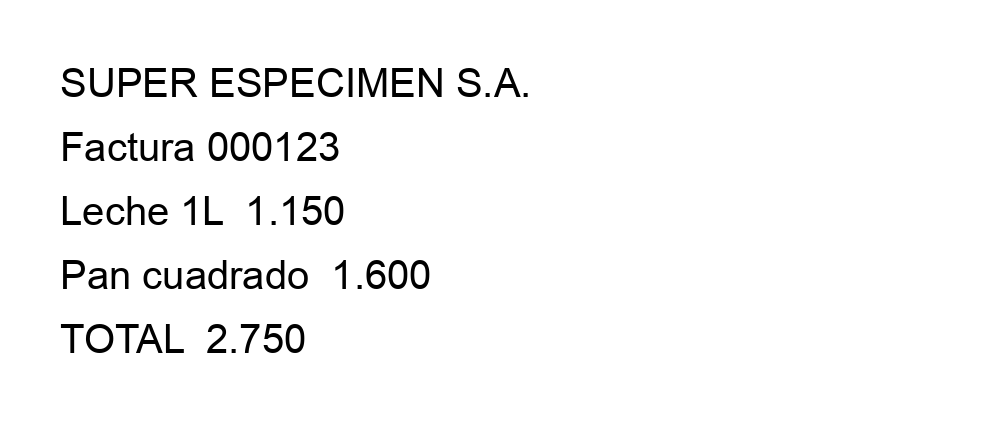 SUPER ESPECIMEN S.A.
Factura 000123
Leche 1L  1.150
Pan cuadrado  1.600
TOTAL  2.750